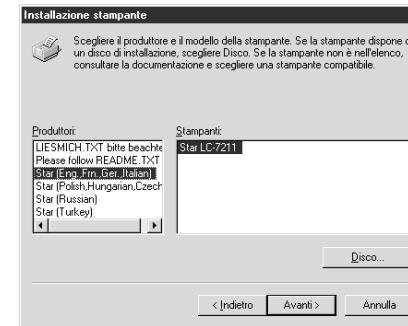 Installazione stampante
Scegliere il produttore e il modello della stampante. Se la stampante dispone
un disco di installazione, scegliere Disco. Se la stampante non è nell'elenco,
consultare la documentazione e scegliere una stampante compatibile.
Produttori:
Stampanti:
LIESMICH.TXT bitte beachte
Please follow README.TXT
Star (Eng.,Frn.,Ger.,Italian)
Star (Polish,Hungarian,Czech
Star (Russian)
Star (Turkey)
Star LC-7211
Disco...
< Indietro
Avanti >
Annulla